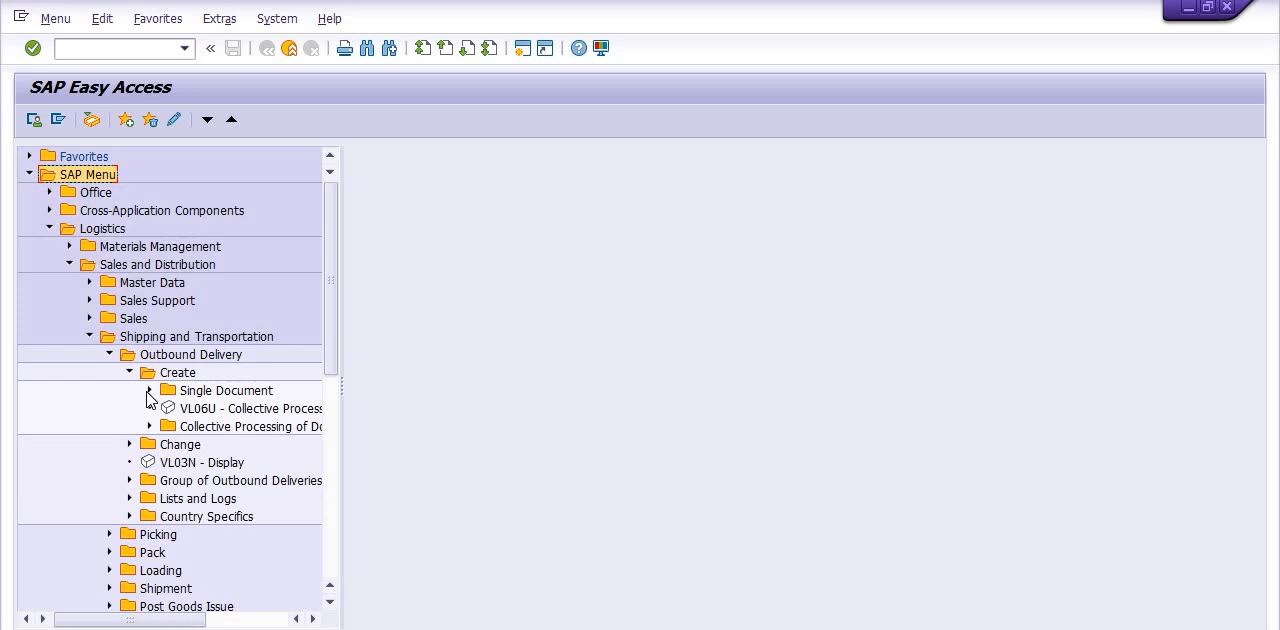 Menu Edit Favorites Extras System Help
SAP Easy Access
Favorites
SAP Menu
Office
Cross-Application Components
Logistics
Materials Management
Sales and Distribution
Master Data
Sales Support
Sales
Shipping and Transportation
Outbound Delivery
Create
Single Document
VL06U - Collective Process
Collective Processing of Do
Change
VL03N - Display
Group of Outbound Deliveries
Lists and Logs
Country Specifics
Picking
Pack
Loading
Shipment
Post Goods Issue